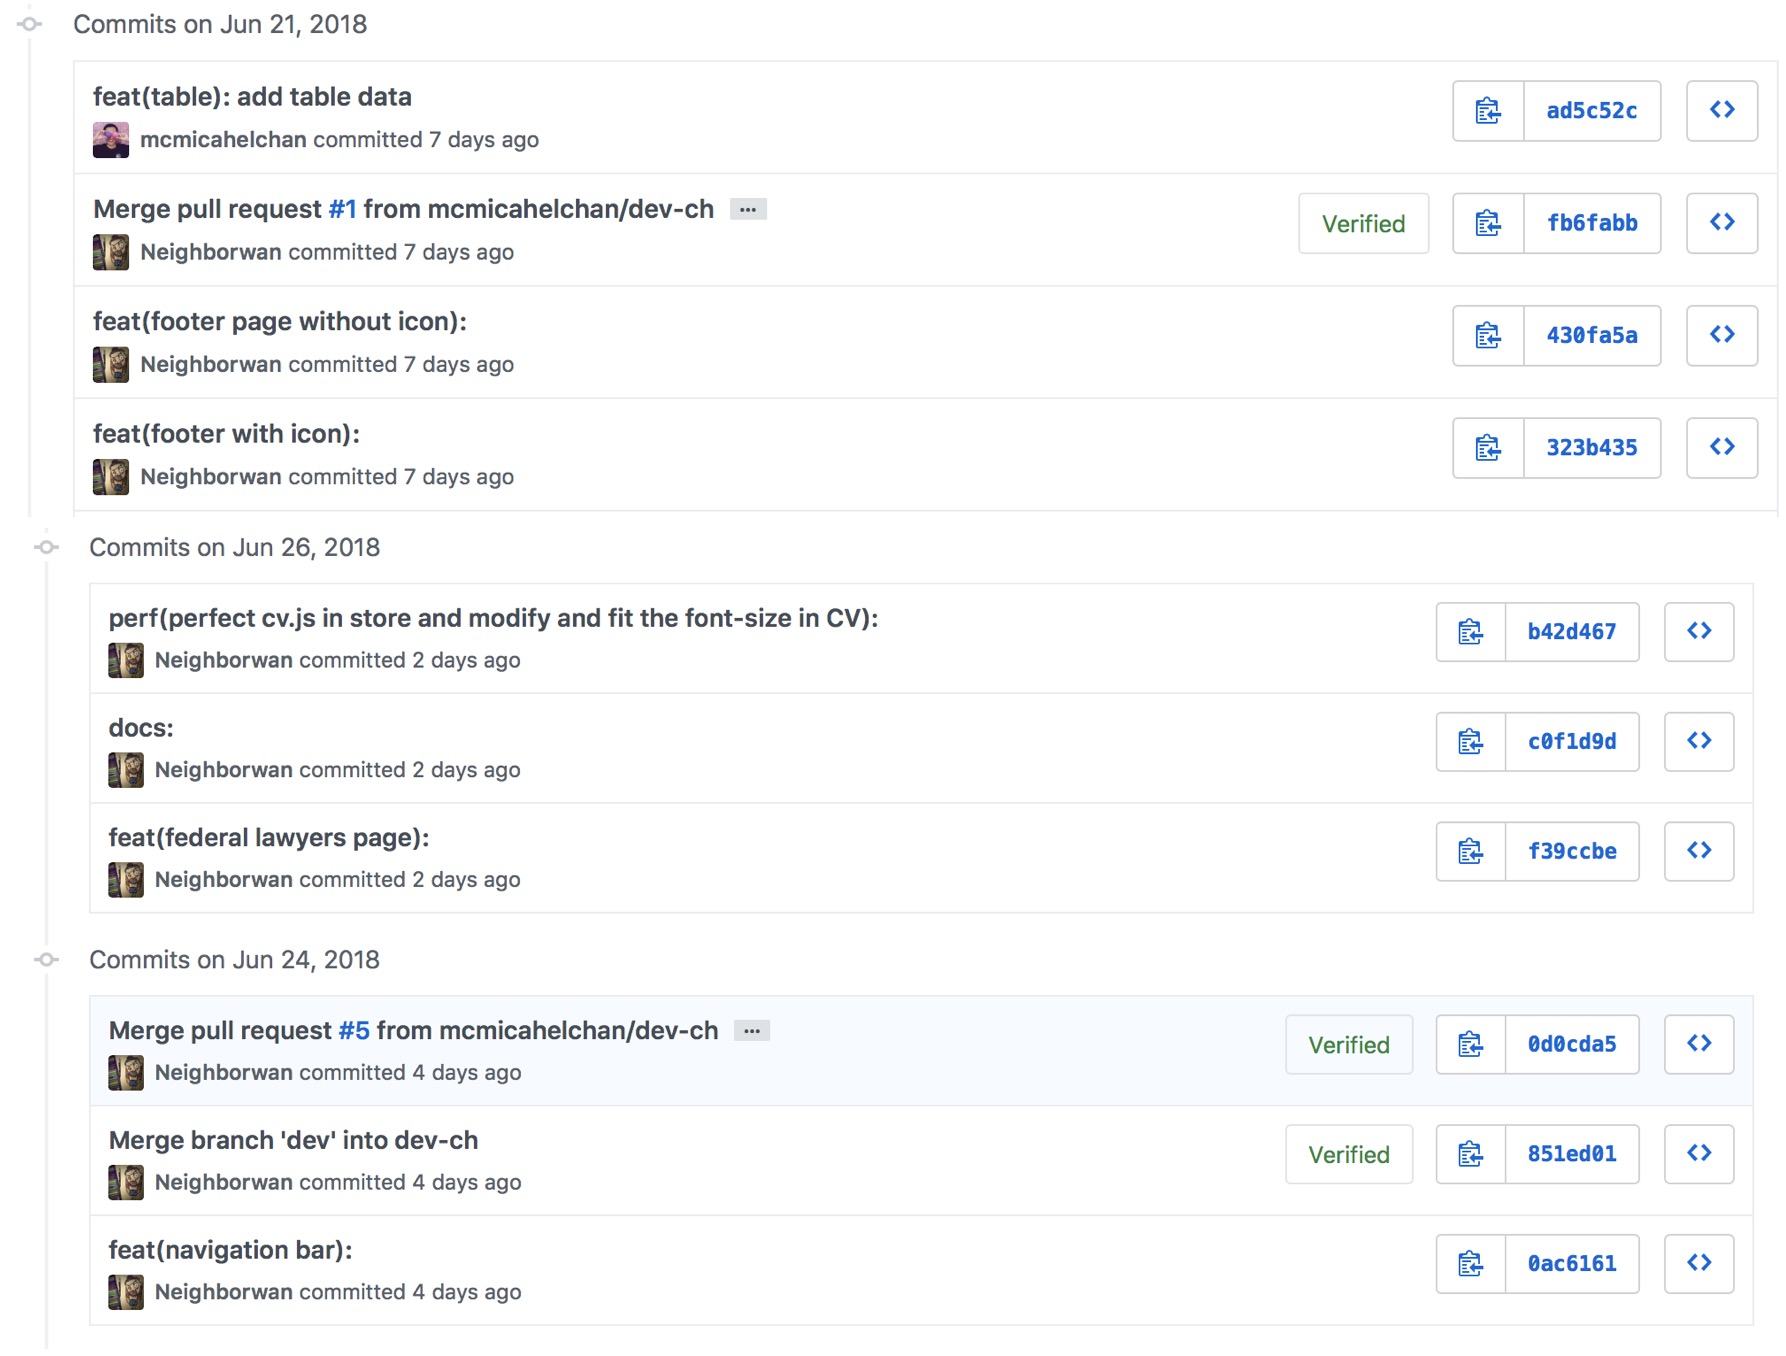 Commits on Jun 21, 2018
feat(table): add table data
mcmicahelchan committed 7 days ago
ad5c52c
Merge pull request #1 from mcmicahelchan/dev-ch …
Neighborwan committed 7 days ago
Verified
fb6fabb
feat(footer page without icon):
Neighborwan committed 7 days ago
430fa5a
feat(footer with icon):
Neighborwan committed 7 days ago
323b435
Commits on Jun 26, 2018
perf(perfect cv.js in store and modify and fit the font-size in CV):
Neighborwan committed 2 days ago
b42d467
docs:
Neighborwan committed 2 days ago
c0f1d9d
feat(federal lawyers page):
Neighborwan committed 2 days ago
f39ccbe
Commits on Jun 24, 2018
Merge pull request #5 from mcmicahelchan/dev-ch …
Neighborwan committed 4 days ago
Verified
0d0cda5
Merge branch 'dev' into dev-ch
Neighborwan committed 4 days ago
Verified
851ed01
feat(navigation bar):
Neighborwan committed 4 days ago
0ac6161